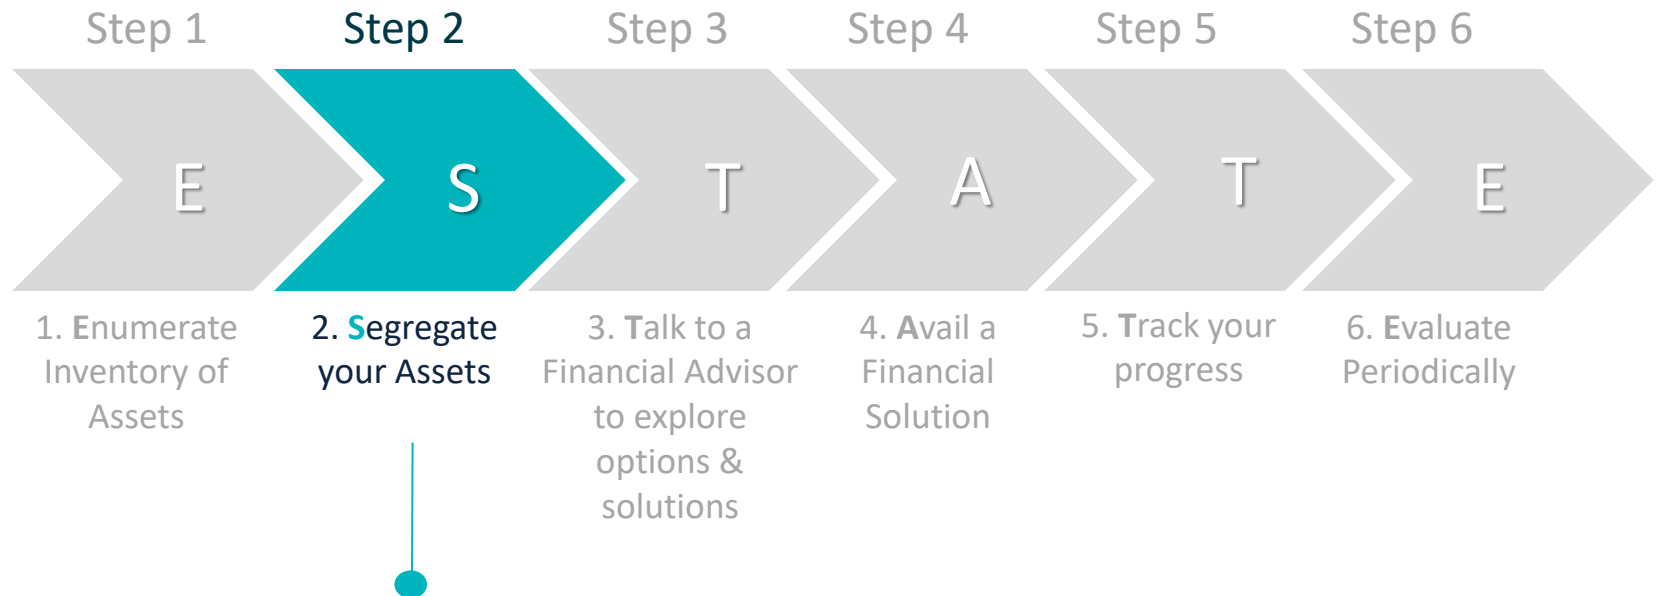 Step 1
Step 2
Step 3
Step 4
Step 5
Step 6
E
S
T
A
T
E
1. Enumerate
Inventory of
Assets
2. Segregate
your Assets
3. Talk to a
Financial Advisor
to explore
options &
solutions
4. Avail a
Financial
Solution
5. Track your
progress
6. Evaluate
Periodically